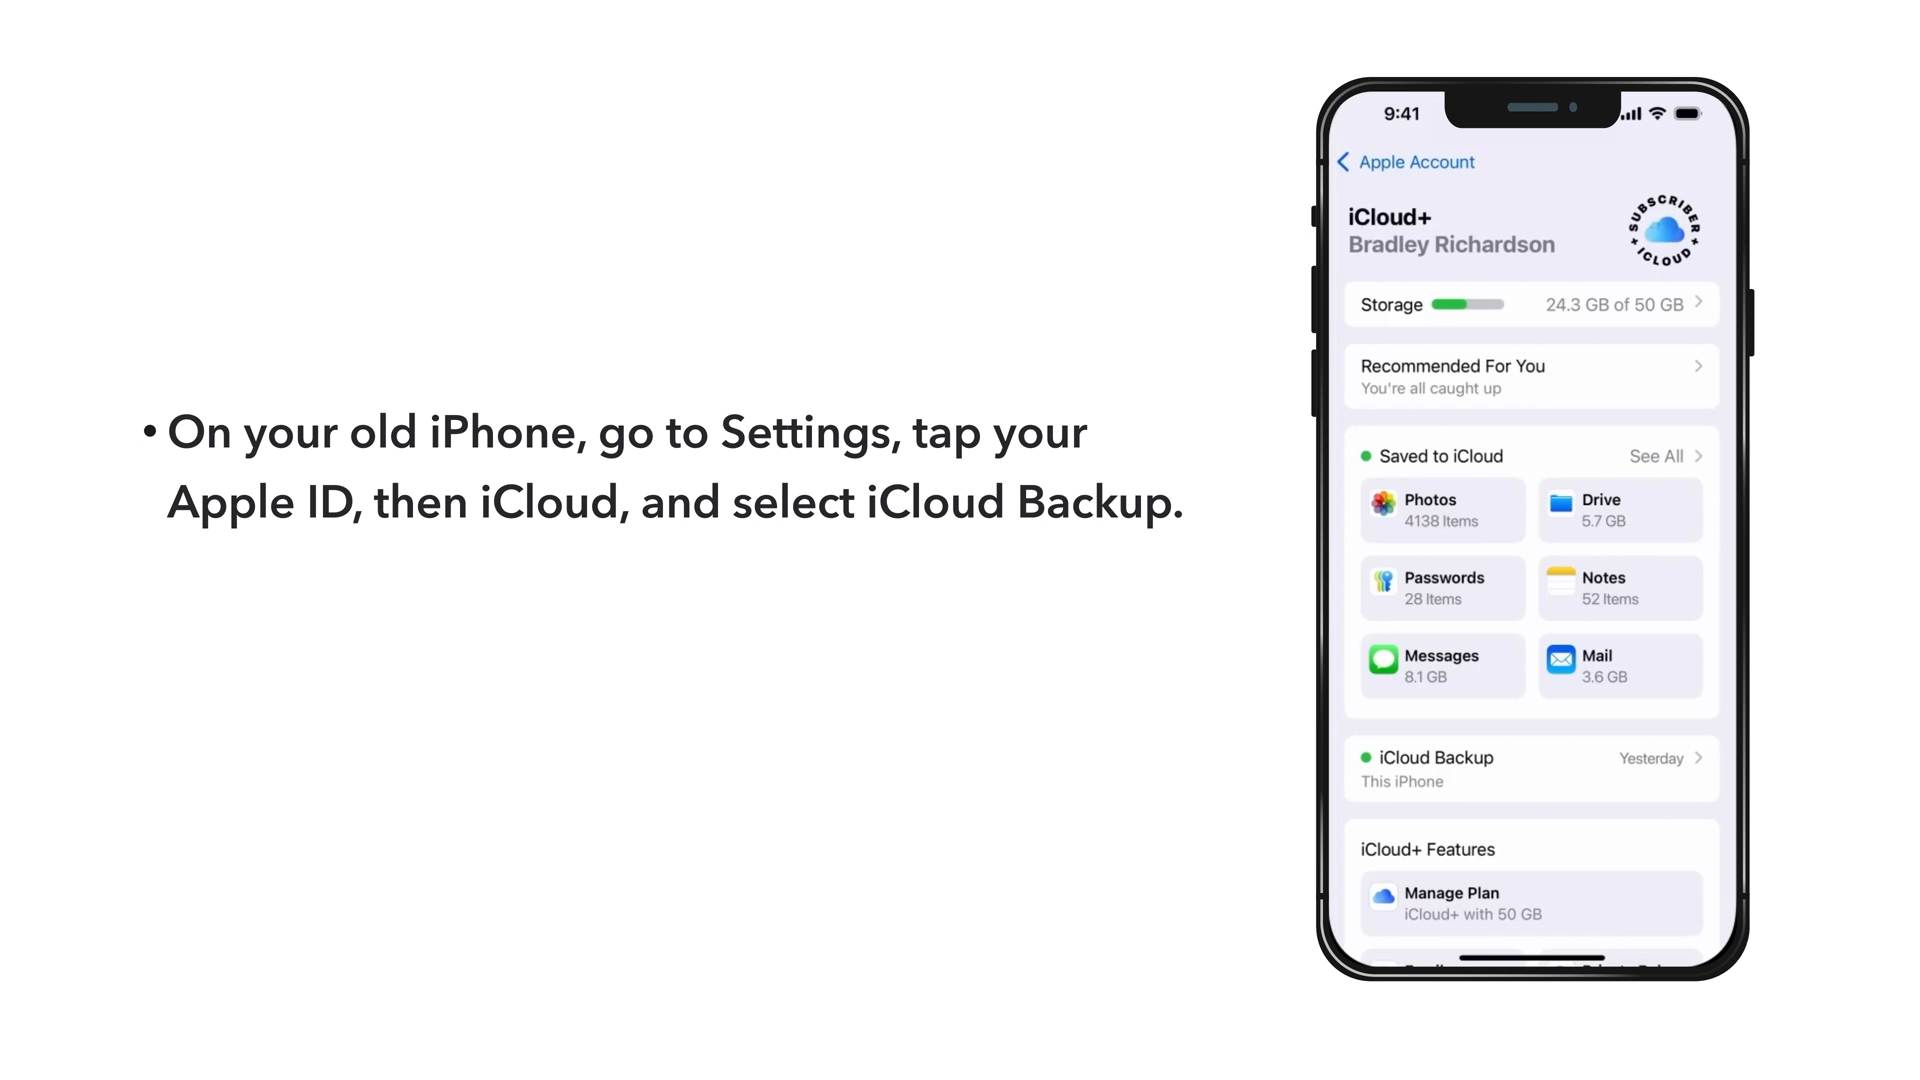 • On your old iPhone, go to Settings, tap your
Apple ID, then iCloud, and select iCloud Backup.
9:41
Apple Account
iCloud+
Bradley Richardson
SUBSCRIBER + ICLOUD +
Storage 24.3 GB of 50 GB
Recommended For You
You're all caught up
Saved to iCloud See All
Photos Drive
4138 Items 5.7 GB
Passwords Notes
28 Items 52 Items
Messages Mail
8.1 GB 3.6 GB
iCloud Backup Yesterday
This iPhone
iCloud+ Features
Manage Plan
iCloud+ with 50 GB